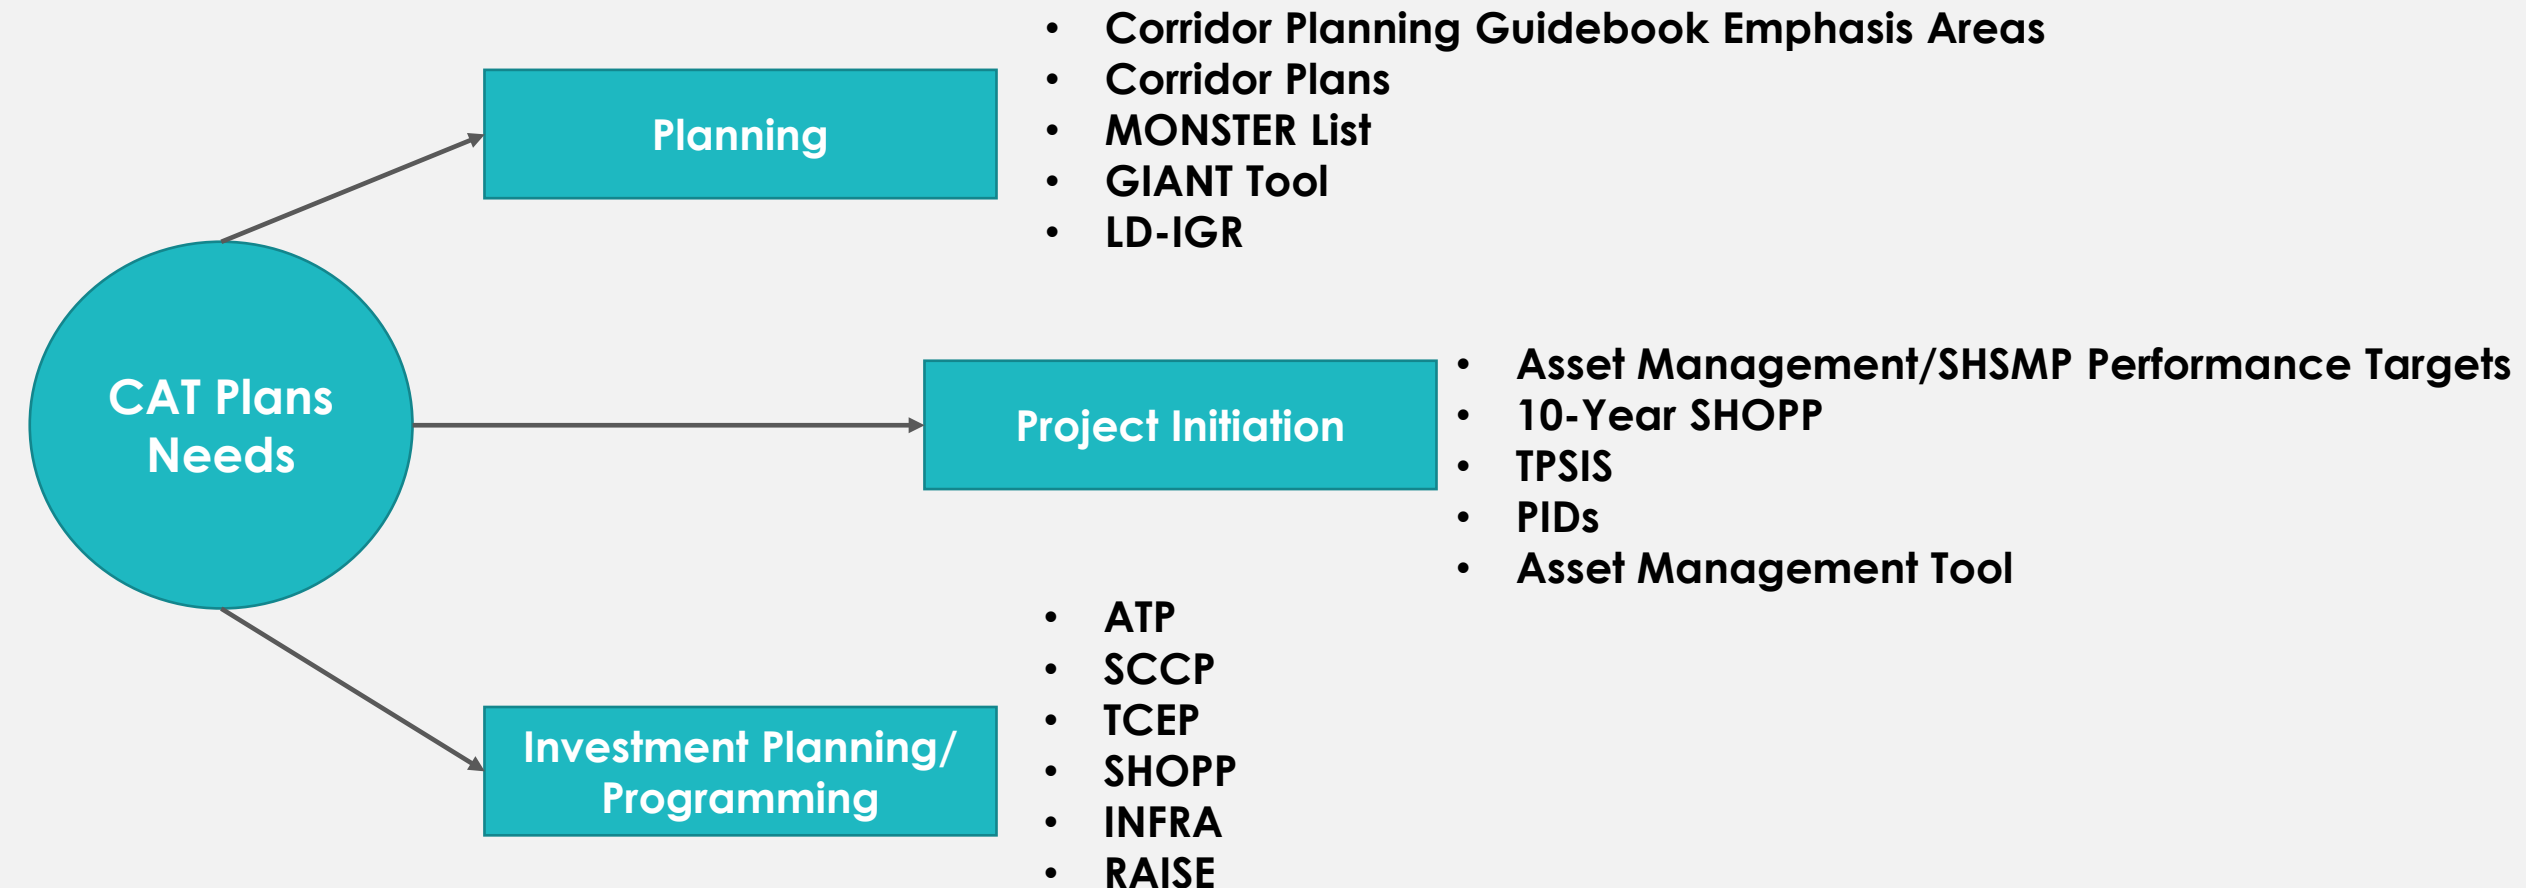 CAT Plans
Needs
Planning
• Corridor Planning Guidebook Emphasis Areas
• Corridor Plans
• MONSTER List
• GIANT Tool
• LD-IGR
Project Initiation
• Asset Management/SHSMP Performance Targets
• 10-Year SHOPP
• TPSIS
• PIDs
• Asset Management Tool
Investment Planning/
Programming
• ATP
• SCCP
• TCEP
• SHOPP
• INFRA
• RAISE